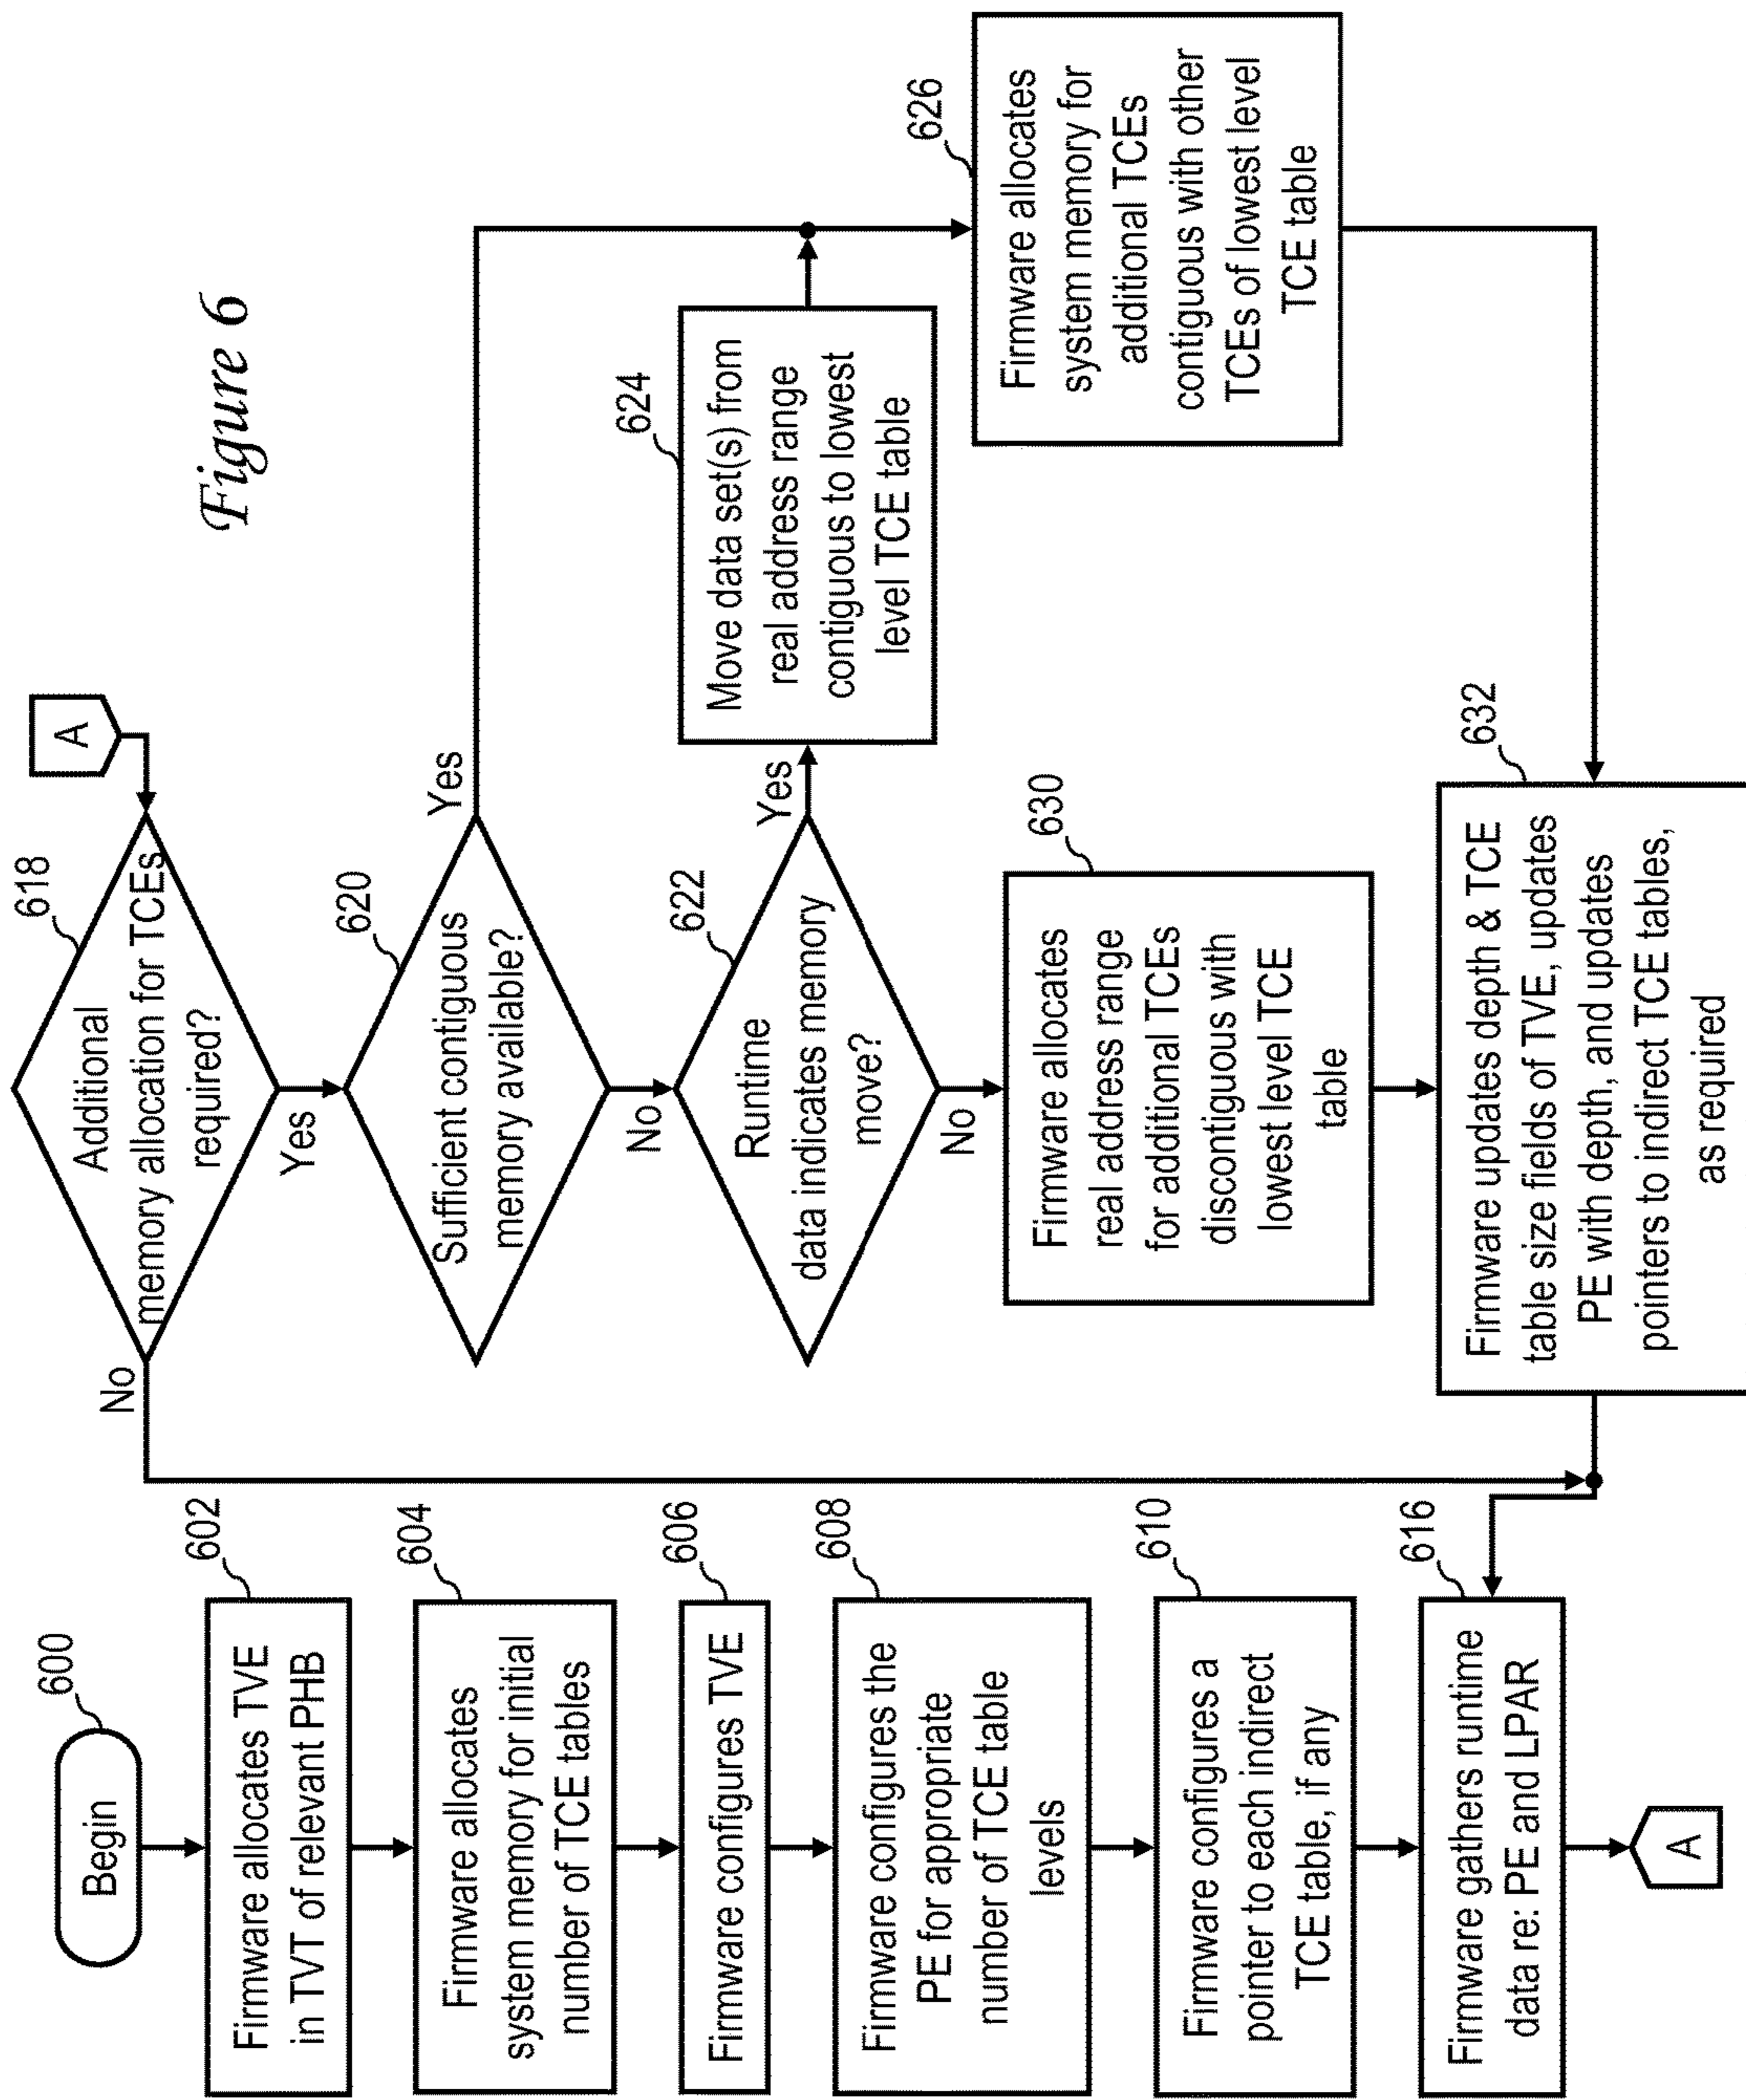 Figure 6
600
Begin
602
Firmware allocates TVE
in TVT of relevant PHB
604
Firmware allocates
system memory for initial
number of TCE tables
606
Firmware configures TVE
608
Firmware configures the
PE for appropriate
number of TCE table
levels
610
Firmware configures a
pointer to each indirect
TCE table, if any
616
Firmware gathers runtime
data re: PE and LPAR
A
A
618
Additional
memory allocation for TCEs
required?
No
Yes
620
Sufficient contiguous
memory available?
Yes
No
622
Runtime
data indicates memory
move?
Yes
No
624
Move data set(s) from
real address range
contiguous to lowest
level TCE table
626
Firmware allocates
system memory for
additional TCEs
contiguous with other
TCEs of lowest level
TCE table
630
Firmware allocates
real address range
for additional TCEs
discontiguous with
lowest level TCE
table
632
Firmware updates depth & TCE
table size fields of TVE, updates
PE with depth, and updates
pointers to indirect TCE tables,
as required